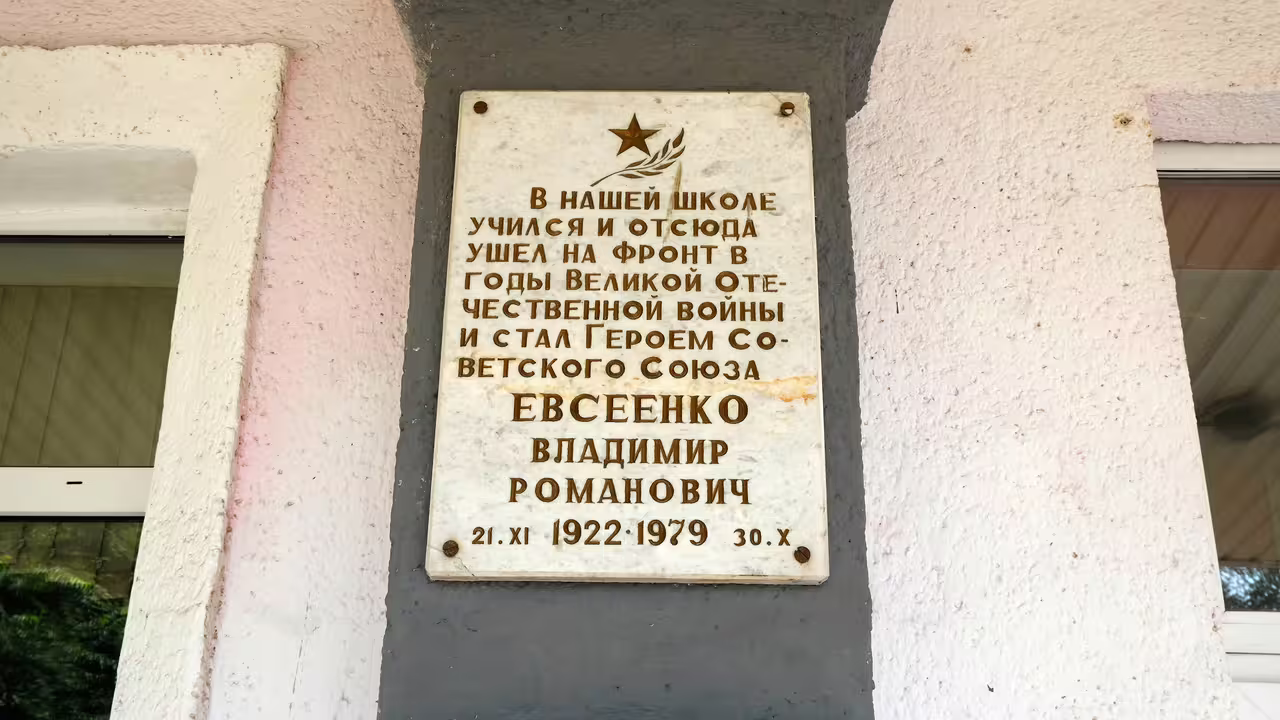 В НАШЕЙ ШКОЛЕ
УЧИЛСЯ И ОТСЮДА
УШЕЛ НА ФРОНТ В
ГОДЫ ВЕЛИКОЙ ОТЕ-
ЧЕСТВЕННОЙ ВОЙНЫ
И СТАЛ ГЕРОЕМ СО-
ВЕТСКОГО СОЮЗА
ЕВСЕЕНКО
ВЛАДИМИР
РОМАНОВИЧ
21.XI 1922·1979 30.X